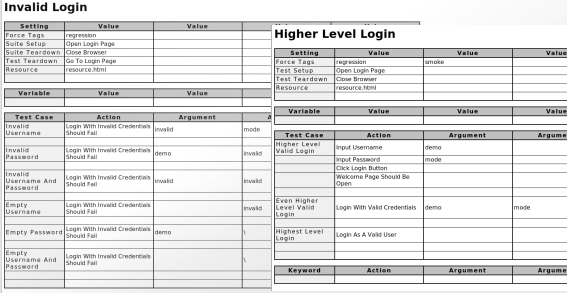 Invalid Login
Setting Value Value
Force Tags regression
Suite Setup Open Login Page
Suite Teardown Close Browser
Test Teardown Go To Login Page
Resource resource.html
Variable Value Value
Test Case Action Argument
Invalid Username Login With Invalid Credentials Should Fail invalid mode
Invalid Password Login With Invalid Credentials Should Fail demo invalid
Invalid Username And Password Login With Invalid Credentials Should Fail invalid invalid
Empty Username Login With Invalid Credentials Should Fail invalid
Empty Password Login With Invalid Credentials Should Fail demo \
Empty Username And Password Login With Invalid Credentials Should Fail \
Higher Level Login
Setting Value Value Value
Force Tags regression smoke
Test Setup Open Login Page
Test Teardown Close Browser
Resource resource.html
Variable Value Value Value
Test Case Action Argument Argume
Higher Level Valid Login Input Username demo
Input Password mode
Click Login Button
Welcome Page Should Be Open
Even Higher Level Valid Login Login With Valid Credentials demo mode
Highest Level Login Login As A Valid User
Keyword Action Argument Argume